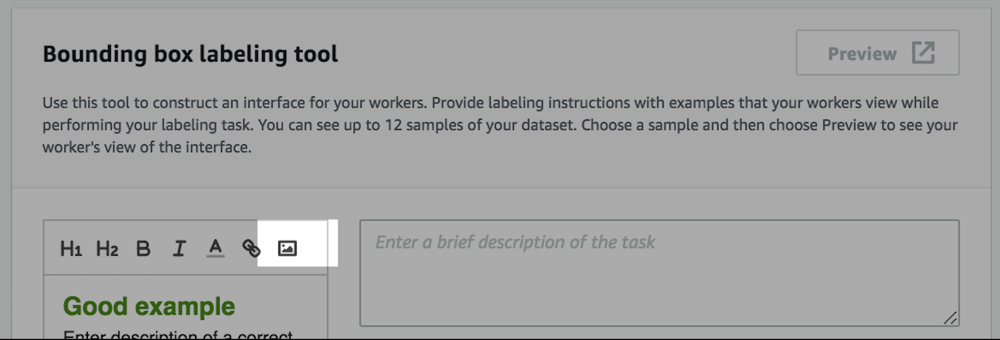 Bounding box labeling tool
Preview
Use this tool to construct an interface for your workers. Provide labeling instructions with examples that your workers view while
performing your labeling task. You can see up to 12 samples of your dataset. Choose a sample and then choose Preview to see your
worker's view of the interface.
H1 H2 B I A
Enter a brief description of the task
Good example
Enter description of a correct